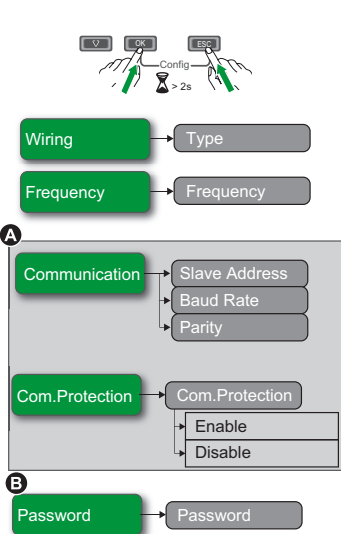 OK ESC
Config
> 2s
Wiring Type
Frequency Frequency
A
Communication Slave Address
Baud Rate
Parity
Com.Protection Com.Protection
Enable
Disable
B
Password Password